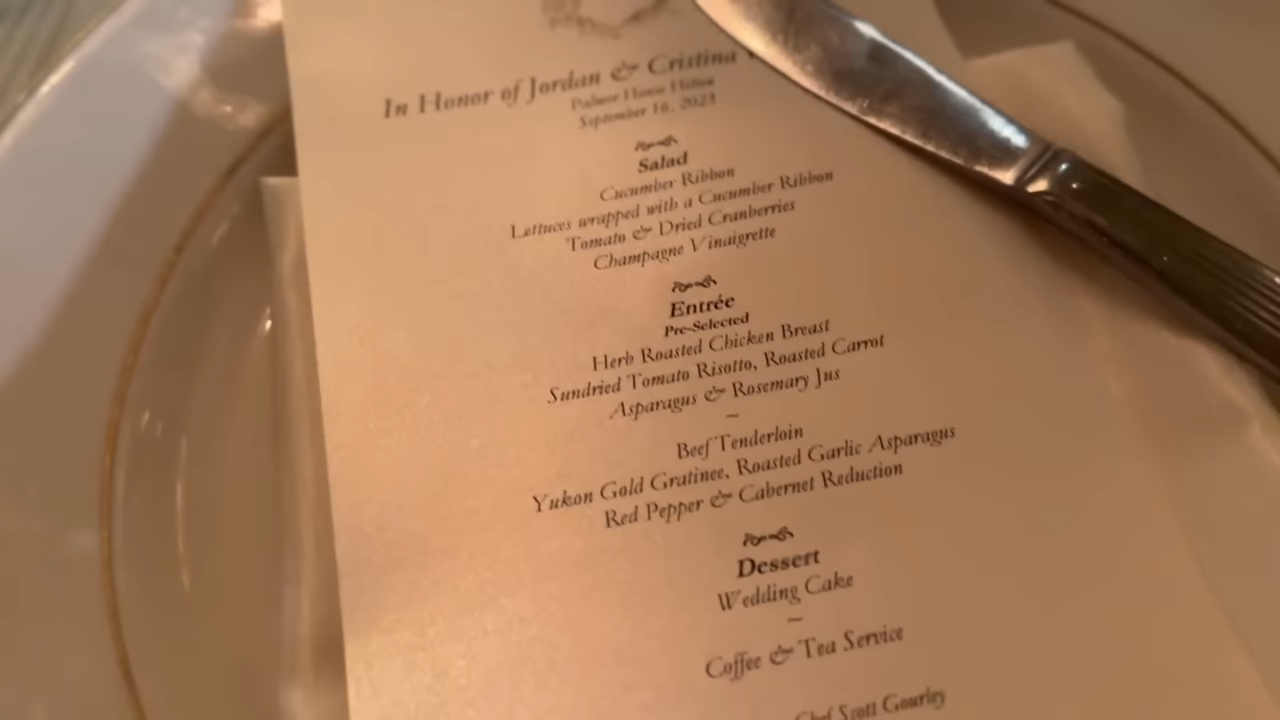 In Honor of Jordan & Cristina
Palmer House Hilton
September 16, 2023
Salad
Cucumber Ribbon
Lettuces wrapped with a Cucumber Ribbon
Tomato & Dried Cranberries
Champagne Vinaigrette
Entrée
Pre-Selected
Herb Roasted Chicken Breast
Sundried Tomato Risotto, Roasted Carrot
Asparagus & Rosemary Jus
~
Beef Tenderloin
Yukon Gold Gratinee, Roasted Garlic Asparagus
Red Pepper & Cabernet Reduction
Dessert
Wedding Cake
~
Coffee & Tea Service
Chef Scott Gourley